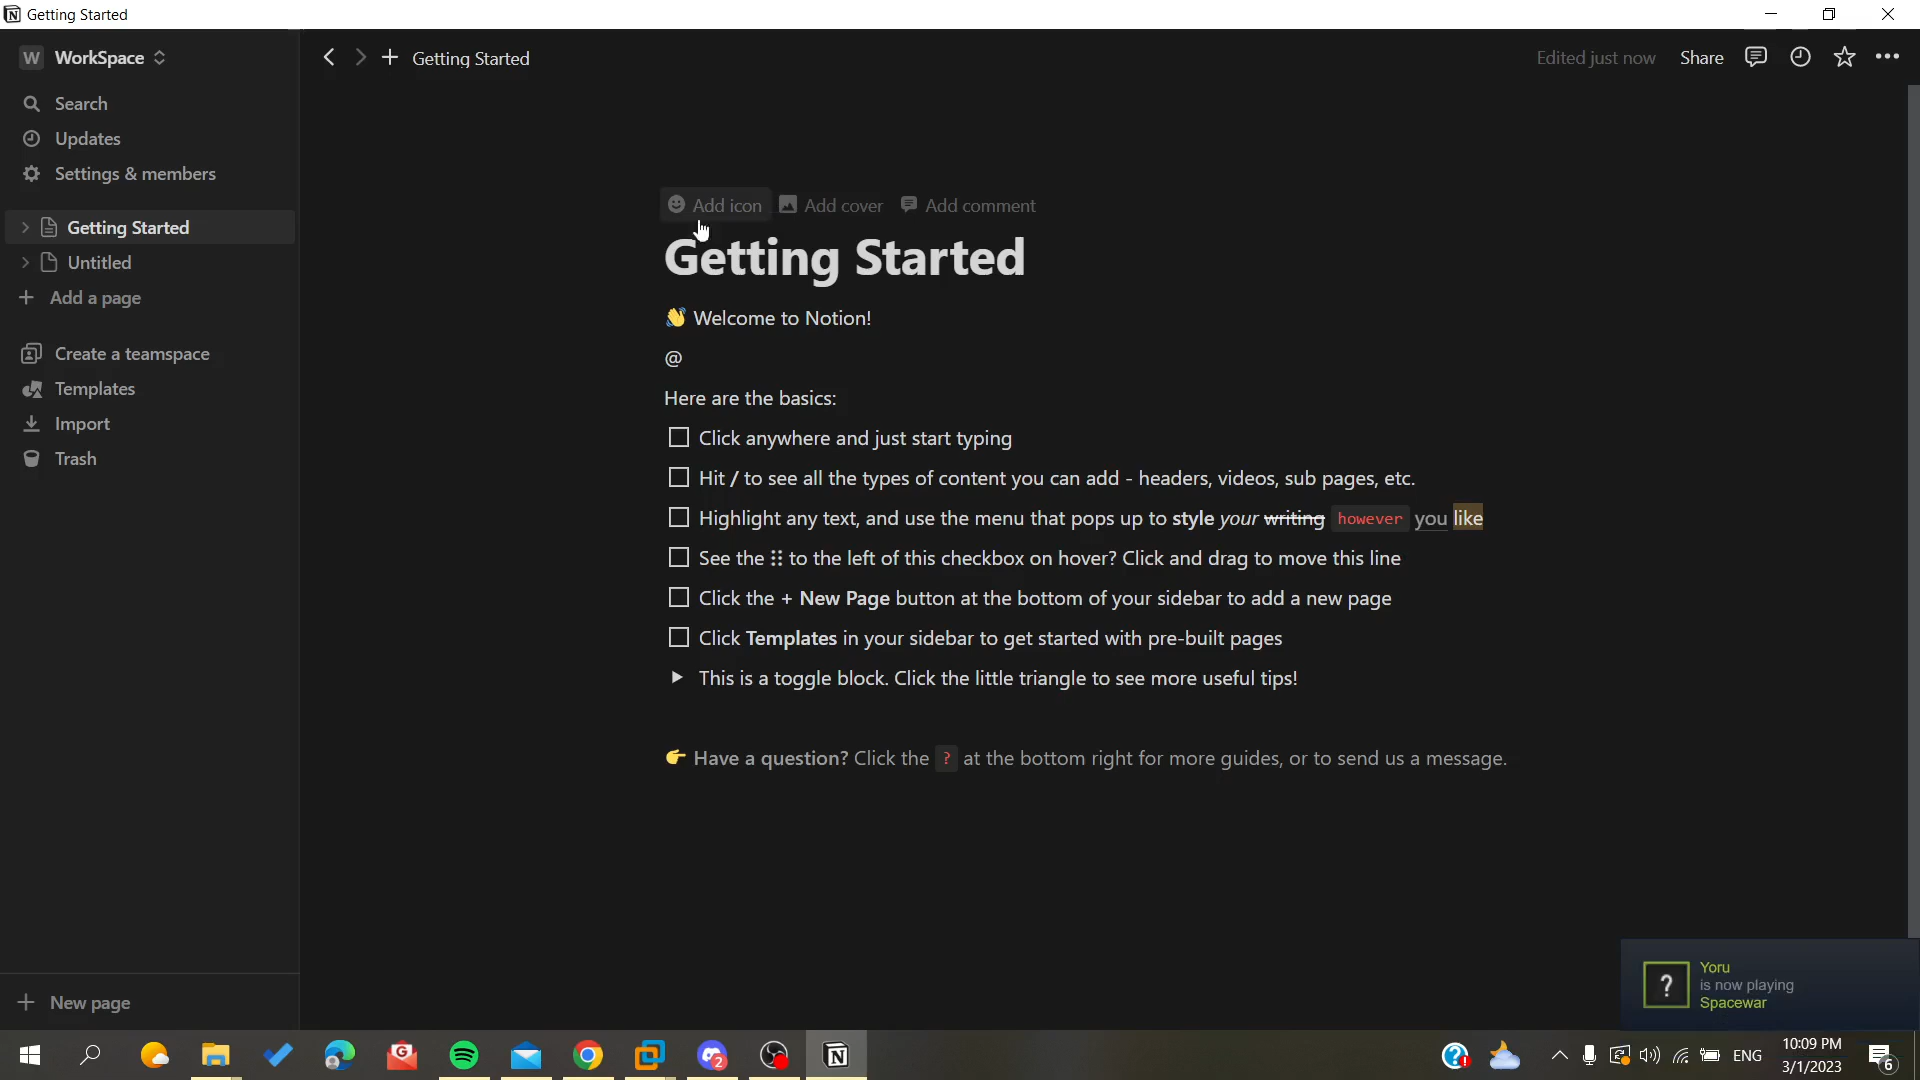 Getting Started
W WorkSpace
Search
Updates
Settings & members
Getting Started
Untitled
+ Add a page
Create a teamspace
Templates
Import
Trash
+ New page
+ Getting Started
Edited just now Share
Add icon Add cover Add comment
Getting Started
👋 Welcome to Notion!
@
Here are the basics:
Click anywhere and just start typing
Hit / to see all the types of content you can add - headers, videos, sub pages, etc.
Highlight any text, and use the menu that pops up to style your writing however you like
See the ⋮⋮ to the left of this checkbox on hover? Click and drag to move this line
Click the + New Page button at the bottom of your sidebar to add a new page
Click Templates in your sidebar to get started with pre-built pages
This is a toggle block. Click the little triangle to see more useful tips!
👉 Have a question? Click the ? at the bottom right for more guides, or to send us a message.
?
Yoru
is now playing
Spacewar
2
ENG
10:09 PM
3/1/2023
6